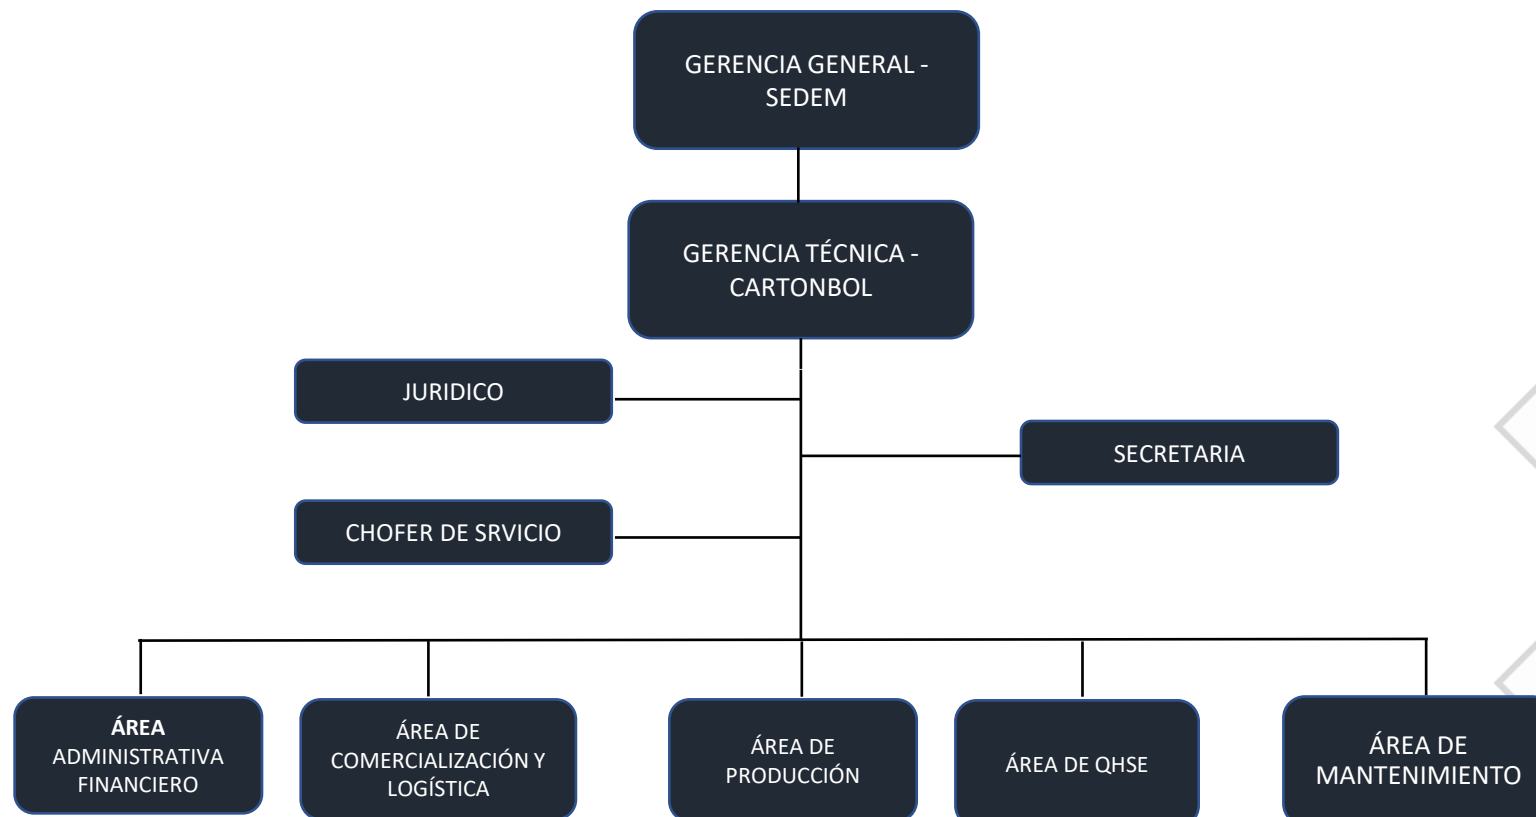 GERENCIA GENERAL -
SEDEM
GERENCIA TÉCNICA -
CARTONBOL
JURIDICO
SECRETARIA
CHOFER DE SRVICIO
ÁREA
ADMINISTRATIVA
FINANCIERO
ÁREA DE
COMERCIALIZACIÓN Y
LOGÍSTICA
ÁREA DE
PRODUCCIÓN
ÁREA DE QHSE
ÁREA DE
MANTENIMIENTO